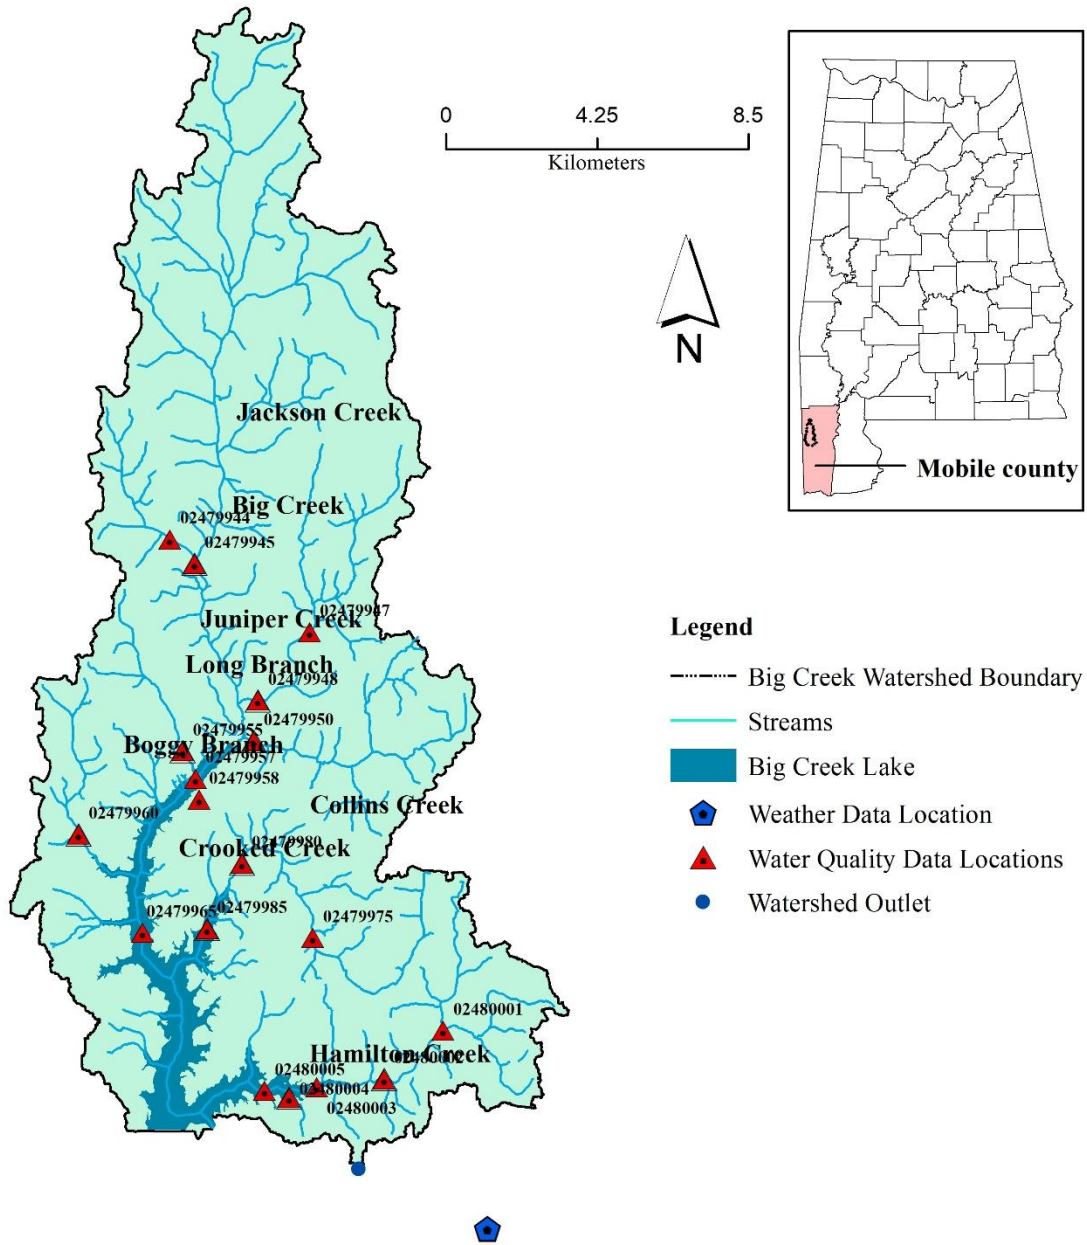 0 4.25 8.5
Kilometers
N
Jackson Creek
Mobile county
Big Creek
02479944
02479945
Juniper Creek
02479947
Long Branch
02479948
02479950
02479955
Boggy Branch
02479957
02479958
Collins Creek
02479960
02479980
Crooked Creek
02479965
02479985
02479975
02480001
Hamilton Creek
02480002
02480005
02480004
02480003
Legend
Big Creek Watershed Boundary
Streams
Big Creek Lake
Weather Data Location
Water Quality Data Locations
Watershed Outlet